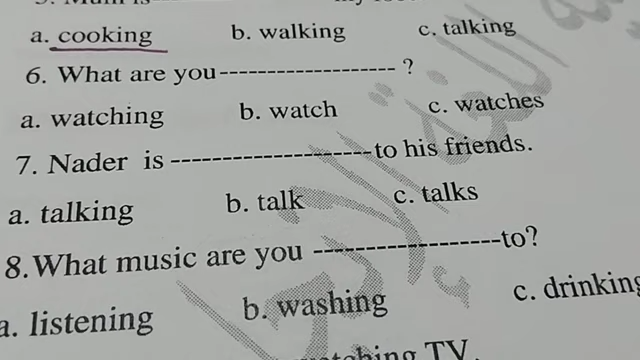 a. cooking b. walking c. talking
6. What are you------------------- ?
a. watching b. watch c. watches
7. Nader is --------------------to his friends.
a. talking b. talk c. talks
8.What music are you ------------------to?
a. listening b. washing c. drinking
TV.